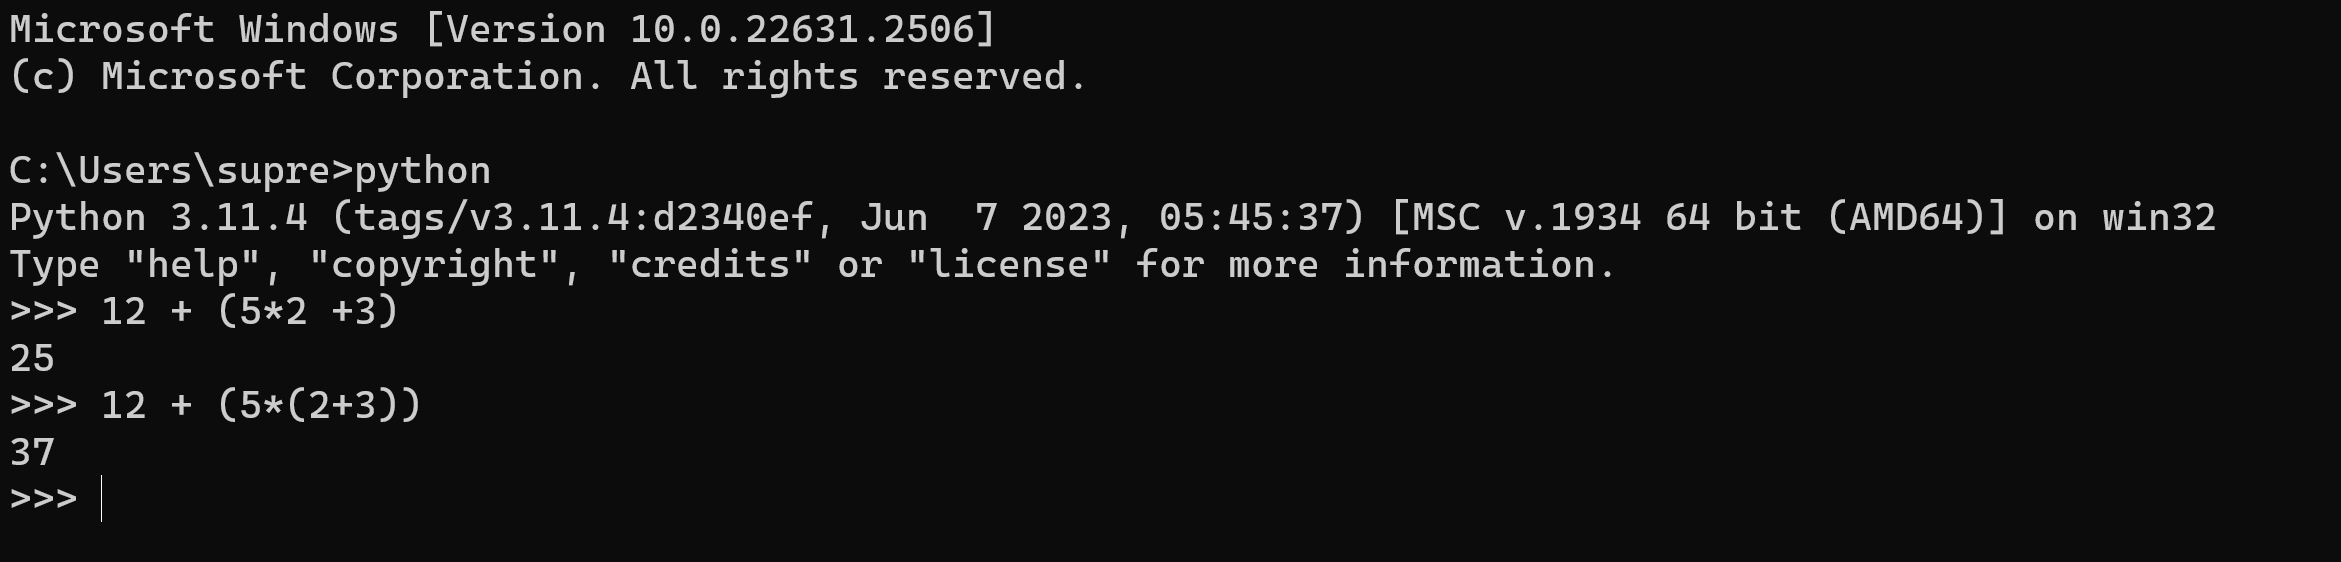 Microsoft Windows [Version 10.0.22631.2506]
(c) Microsoft Corporation. All rights reserved.

C:\Users\supre>python
Python 3.11.4 (tags/v3.11.4:d2340ef, Jun  7 2023, 05:45:37) [MSC v.1934 64 bit (AMD64)] on win32
Type "help", "copyright", "credits" or "license" for more information.
>>> 12 + (5*2 +3)
25
>>> 12 + (5*(2+3))
37
>>>